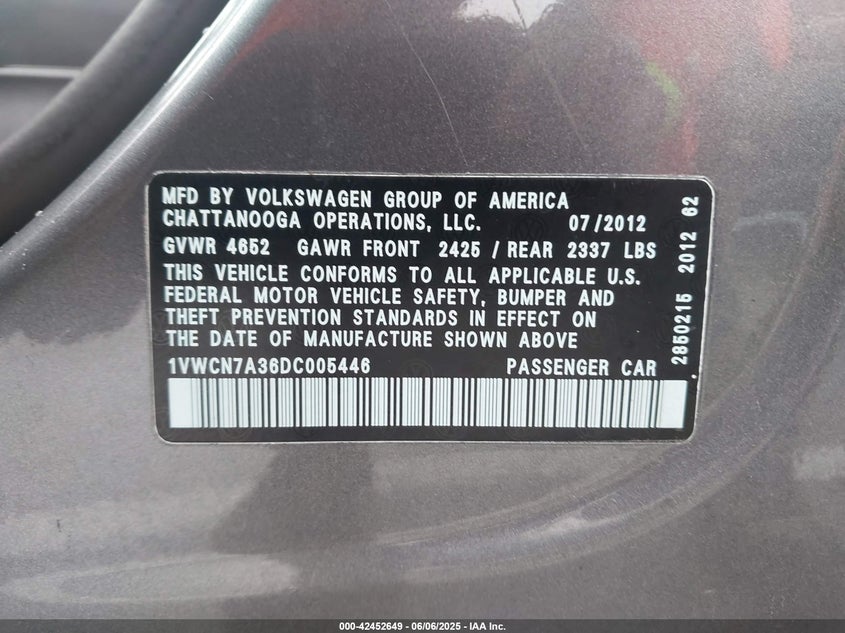 MFD BY VOLKSWAGEN GROUP OF AMERICA
CHATTANOOGA OPERATIONS, LLC. 07/2012
GVWR 4652 GAWR FRONT 2425 / REAR 2337 LBS
THIS VEHICLE CONFORMS TO ALL APPLICABLE U.S.
FEDERAL MOTOR VEHICLE SAFETY, BUMPER AND
THEFT PREVENTION STANDARDS IN EFFECT ON
THE DATE OF MANUFACTURE SHOWN ABOVE
1VWCN7A36DC005446 PASSENGER CAR
2850215 2012 62
000-42452649 - 06/06/2025 - IAA Inc.